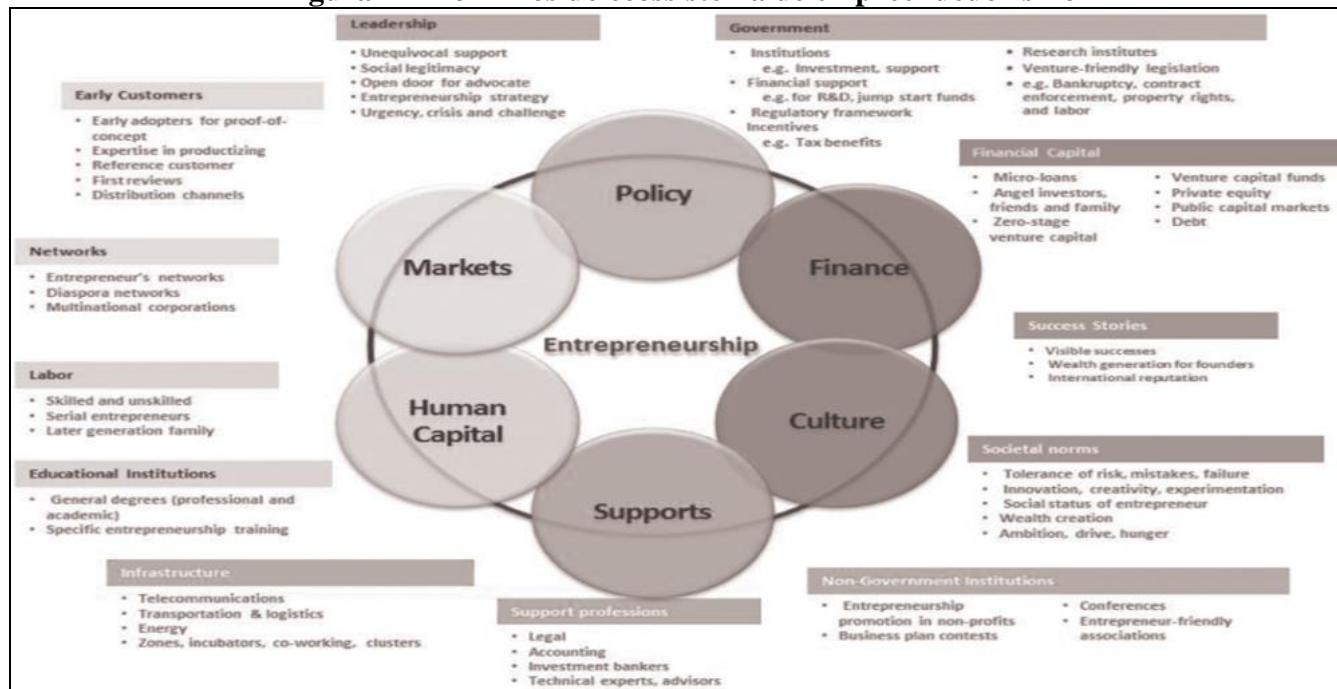 Leadership
• Unequivocal support
• Social legitimacy
• Open door for advocate
• Entrepreneurship strategy
• Urgency, crisis and challenge
Government
• Institutions
e.g. Investment, support
• Financial support
e.g. for R&D, jump start funds
• Regulatory framework
Incentives
e.g. Tax benefits
• Research institutes
• Venture-friendly legislation
• e.g. Bankruptcy, contract
enforcement, property rights,
and labor
Early Customers
• Early adopters for proof-of-
concept
• Expertise in productizing
• Reference customer
• First reviews
• Distribution channels
Financial Capital
• Micro-loans
• Angel investors,
friends and family
• Zero-stage
venture capital
• Venture capital funds
• Private equity
• Public capital markets
• Debt
Policy
Markets
Finance
Entrepreneurship
Human
Capital
Culture
Supports
Networks
• Entrepreneur's networks
• Diaspora networks
• Multinational corporations
Success Stories
• Visible successes
• Wealth generation for founders
• International reputation
Labor
• Skilled and unskilled
• Serial entrepreneurs
• Later generation family
Societal norms
• Tolerance of risk, mistakes, failure
• Innovation, creativity, experimentation
• Social status of entrepreneur
• Wealth creation
• Ambition, drive, hunger
Educational Institutions
• General degrees (professional and
academic)
• Specific entrepreneurship training
Infrastructure
• Telecommunications
• Transportation & logistics
• Energy
• Zones, incubators, co-working, clusters
Support professions
• Legal
• Accounting
• Investment bankers
• Technical experts, advisors
Non-Government Institutions
• Entrepreneurship
promotion in non-profits
• Business plan contests
• Conferences
• Entrepreneur-friendly
associations